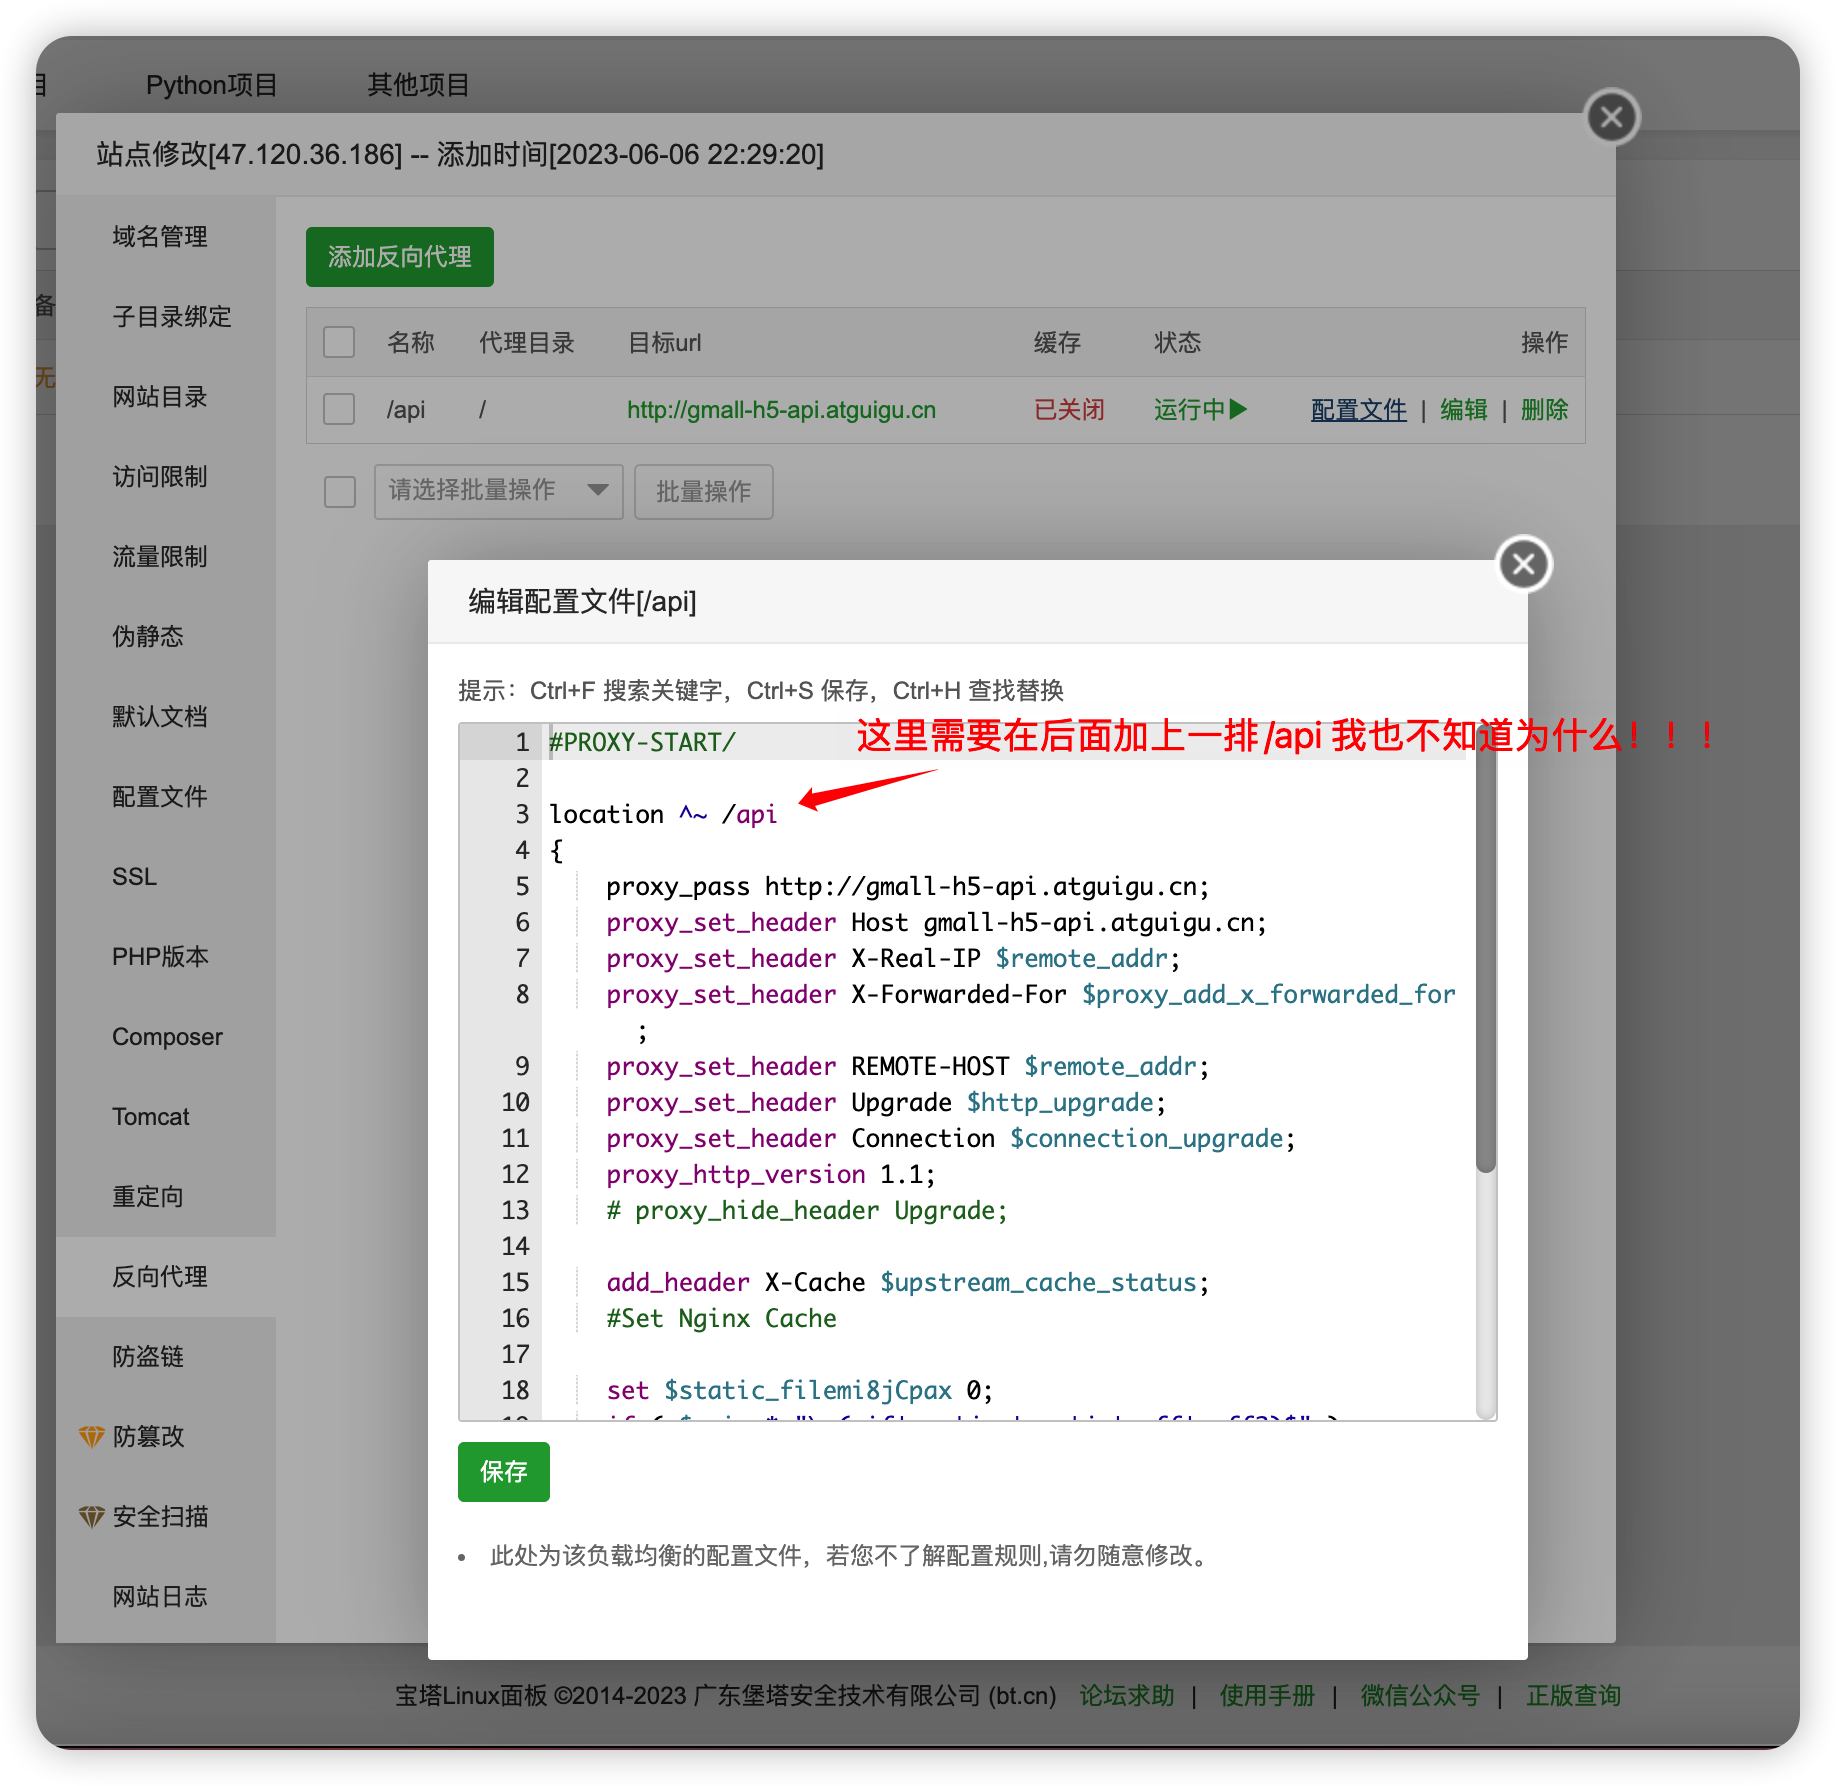 目
Python项目
其他项目
站点修改[47.120.36.186] -- 添加时间[2023-06-06 22:29:20]
域名管理
子目录绑定
网站目录
访问限制
流量限制
伪静态
默认文档
配置文件
SSL
PHP版本
Composer
Tomcat
重定向
反向代理
防盗链
防篡改
安全扫描
网站日志
备
无
添加反向代理
名称 代理目录 目标url 缓存 状态 操作
/api / http://gmall-h5-api.atguigu.cn 已关闭 运行中 配置文件 | 编辑 | 删除
请选择批量操作 批量操作
编辑配置文件[/api]
提示：Ctrl+F 搜索关键字，Ctrl+S 保存，Ctrl+H 查找替换
这里需要在后面加上一排/api 我也不知道为什么！！！
1 #PROXY-START/
2
3 location ^~ /api
4 {
5 proxy_pass http://gmall-h5-api.atguigu.cn;
6 proxy_set_header Host gmall-h5-api.atguigu.cn;
7 proxy_set_header X-Real-IP $remote_addr;
8 proxy_set_header X-Forwarded-For $proxy_add_x_forwarded_for
;
9 proxy_set_header REMOTE-HOST $remote_addr;
10 proxy_set_header Upgrade $http_upgrade;
11 proxy_set_header Connection $connection_upgrade;
12 proxy_http_version 1.1;
13 # proxy_hide_header Upgrade;
14
15 add_header X-Cache $upstream_cache_status;
16 #Set Nginx Cache
17
18 set $static_filemi8jCpax 0;
保存
此处为该负载均衡的配置文件，若您不了解配置规则,请勿随意修改。
宝塔Linux面板 ©2014-2023 广东堡塔安全技术有限公司 (bt.cn) 论坛求助 | 使用手册 | 微信公众号 | 正版查询